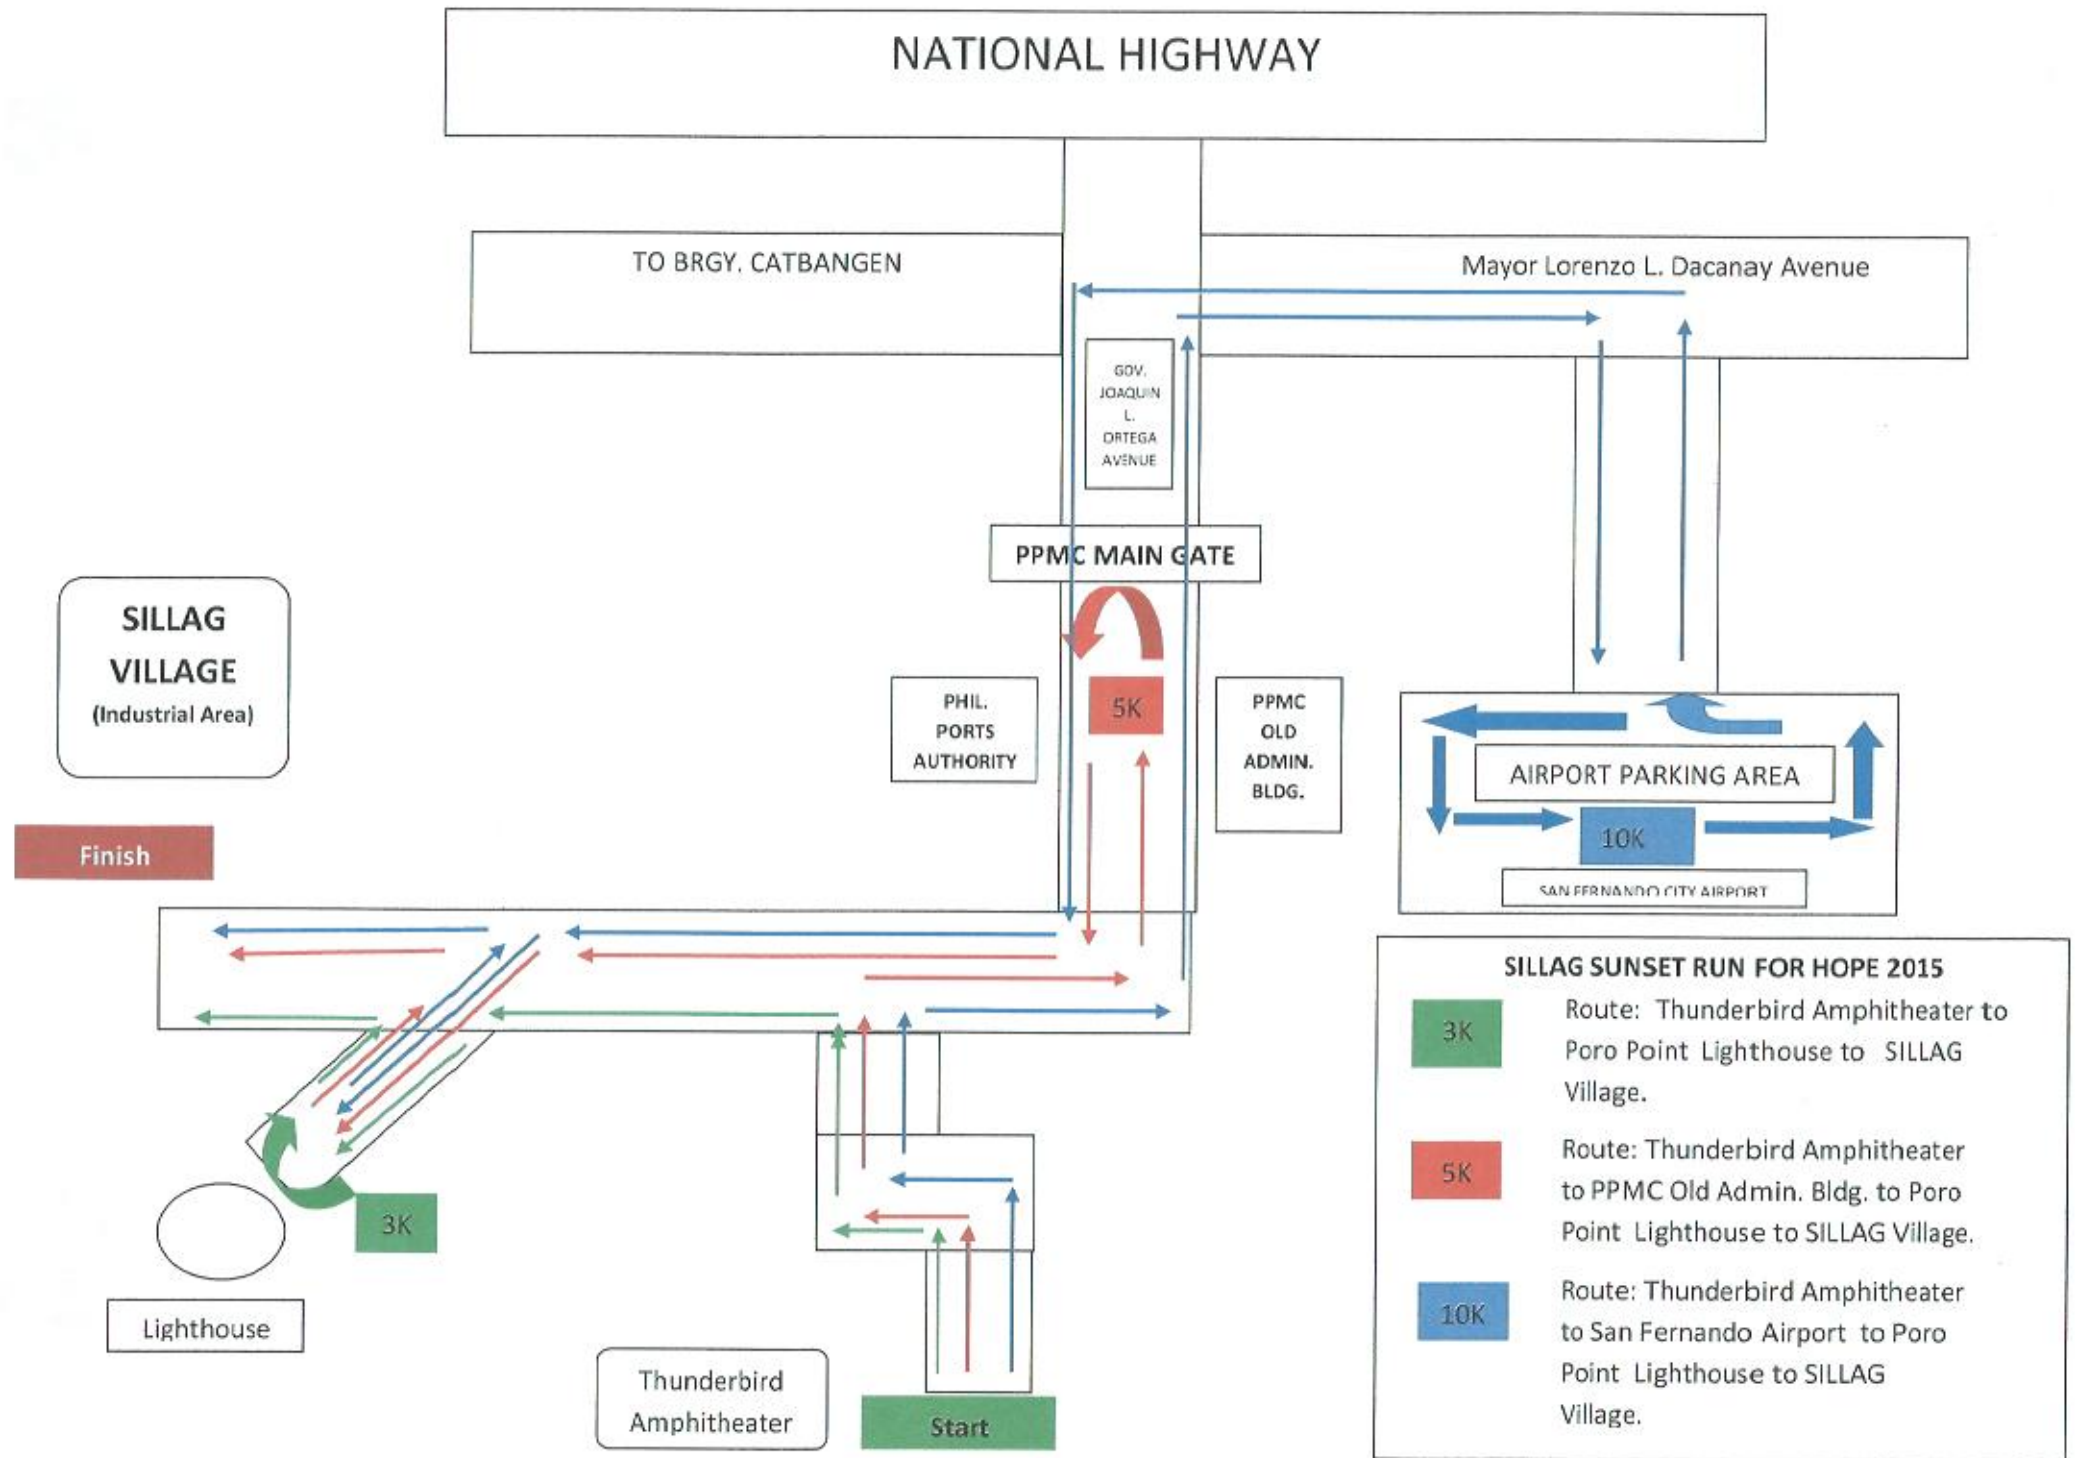 NATIONAL HIGHWAY
TO BRGY. CATBANGEN
Mayor Lorenzo L. Dacanay Avenue
GOV.
JOAQUIN
L.
ORTEGA
AVENUE
PPMC MAIN GATE
SILLAG
VILLAGE
(Industrial Area)
PHIL.
PORTS
AUTHORITY
5K
PPMC
OLD
ADMIN.
BLDG.
AIRPORT PARKING AREA
10K
SAN FERNANDO CITY AIRPORT
Finish
SILLAG SUNSET RUN FOR HOPE 2015
3K
Route: Thunderbird Amphitheater to
Poro Point Lighthouse to SILLAG
Village.
5K
Route: Thunderbird Amphitheater
to PPMC Old Admin. Bldg. to Poro
Point Lighthouse to SILLAG Village.
10K
Route: Thunderbird Amphitheater
to San Fernando Airport to Poro
Point Lighthouse to SILLAG
Village.
3K
Lighthouse
Thunderbird
Amphitheater
Start